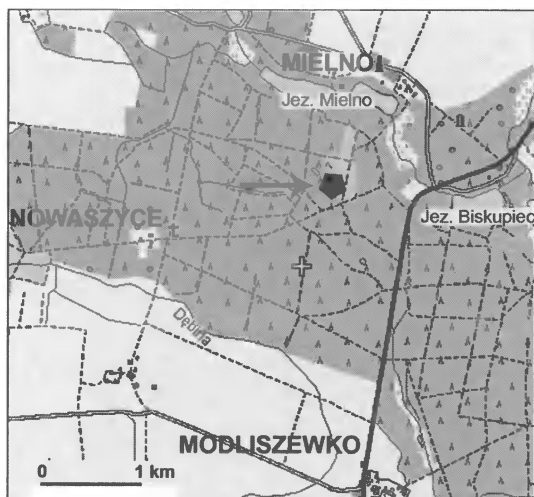 MIELNO
Jez. Mielno
NOWASZYCE
Jez. Biskupiec
Dębina
MODLISZEWKO
0 1 km